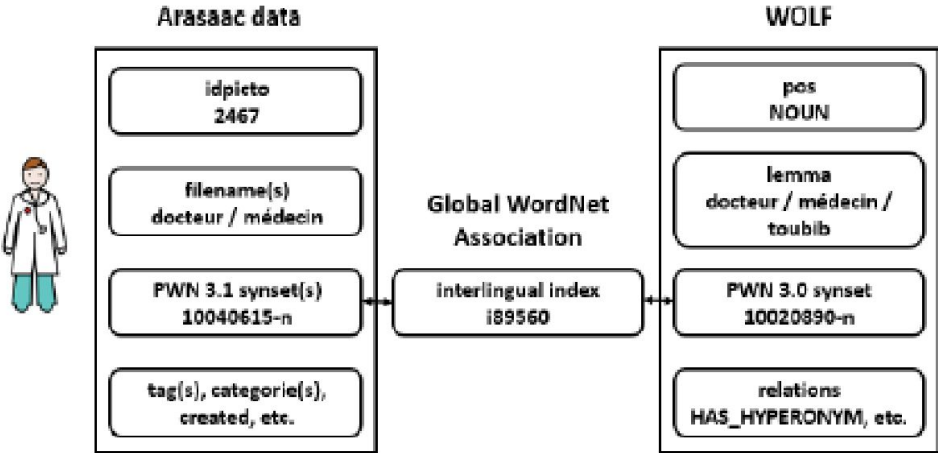 Arasaac data
idpicto
2467
filename(s)
docteur / médecin
PWN 3.1 synset(s)
10040615-n
tag(s), categorie(s),
created, etc.
Global WordNet
Association
interlingual index
i89560
WOLF
pos
NOUN
lemma
docteur / médecin /
toubib
PWN 3.0 synset
10020890-n
relations
HAS_HYPERONYM, etc.